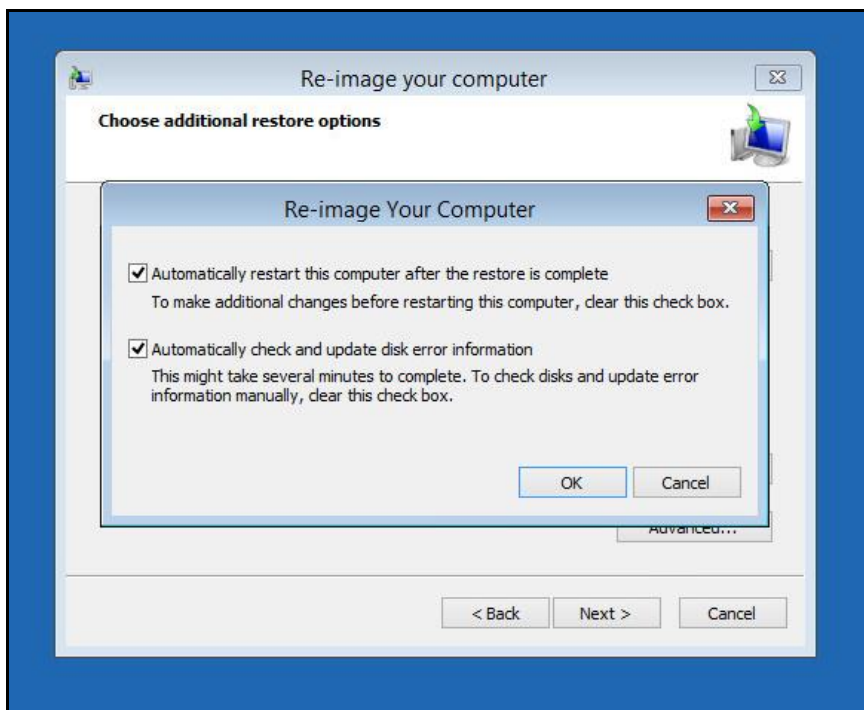 Re-image your computer
Choose additional restore options
Re-image Your Computer
Automatically restart this computer after the restore is complete
To make additional changes before restarting this computer, clear this check box.
Automatically check and update disk error information
This might take several minutes to complete. To check disks and update error
information manually, clear this check box.
OK Cancel
Advanced...
< Back Next > Cancel